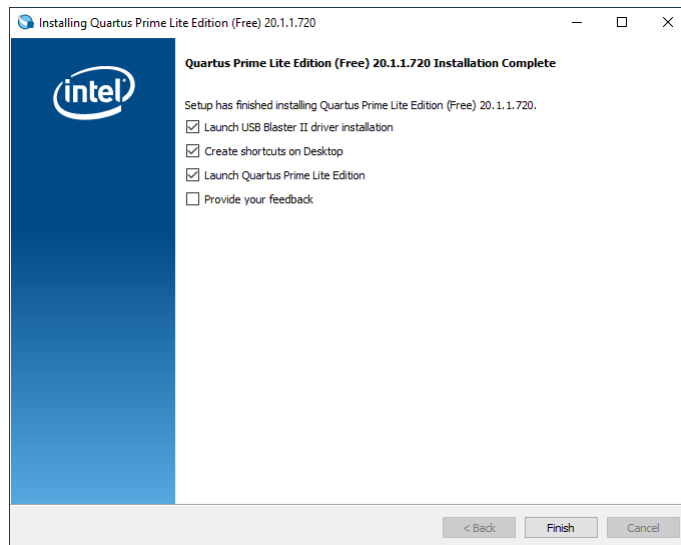 Installing Quartus Prime Lite Edition (Free) 20.1.1.720
intel
Quartus Prime Lite Edition (Free) 20.1.1.720 Installation Complete
Setup has finished installing Quartus Prime Lite Edition (Free) 20.1.1.720.
Launch USB Blaster II driver installation
Create shortcuts on Desktop
Launch Quartus Prime Lite Edition
Provide your feedback
< Back Finish Cancel